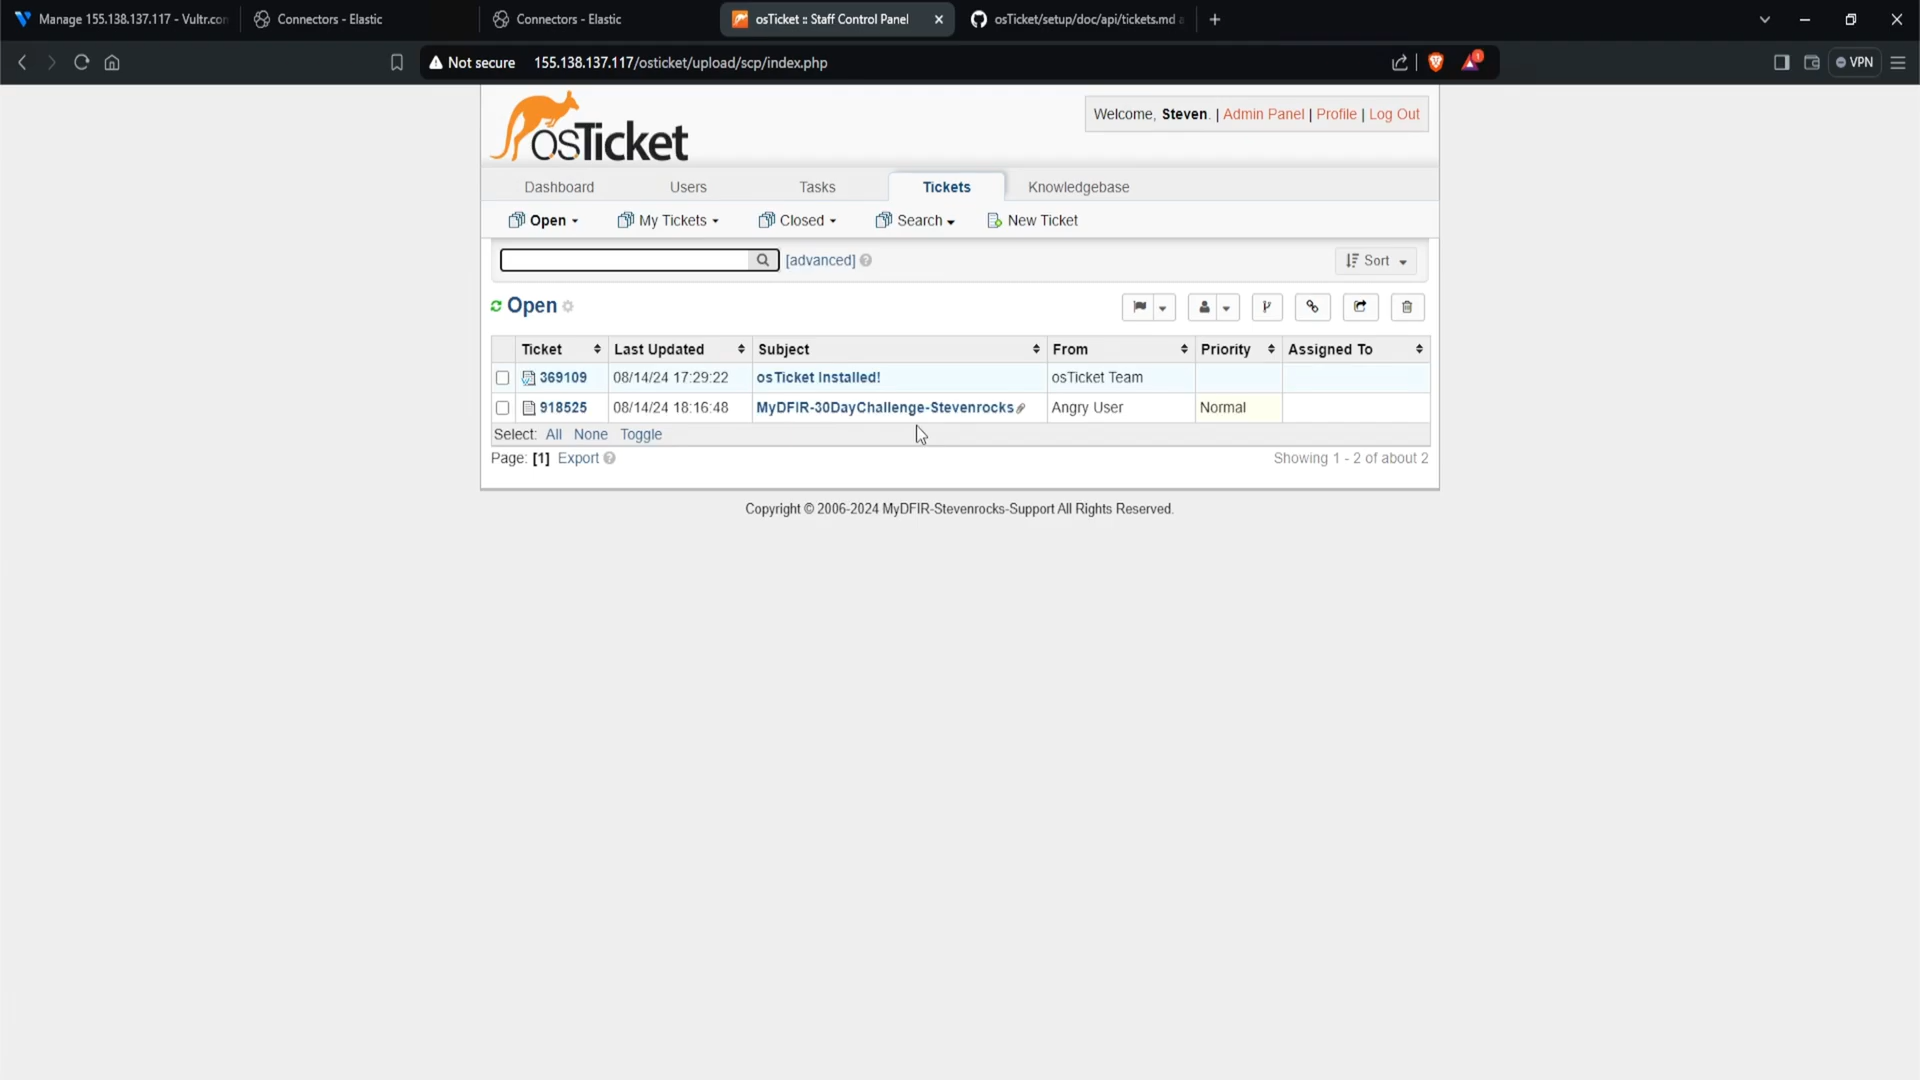 Manage 155.138.137.117 - Vultr.con
Connectors - Elastic
Connectors - Elastic
osTicket :: Staff Control Panel
osTicket/setup/doc/api/tickets.md a
Not secure 155.138.137.117/osticket/upload/scp/index.php
1
VPN
osTicket
Welcome, Steven. | Admin Panel | Profile | Log Out
Dashboard Users Tasks Tickets Knowledgebase
Open My Tickets Closed Search New Ticket
[advanced] ?
Sort
Open
Ticket Last Updated Subject From Priority Assigned To
369109 08/14/24 17:29:22 osTicket Installed! osTicket Team
918525 08/14/24 18:16:48 MyDFIR-30DayChallenge-Stevenrocks Angry User Normal
Select: All None Toggle
Page: [1] Export ? Showing 1 - 2 of about 2
Copyright © 2006-2024 MyDFIR-Stevenrocks-Support All Rights Reserved.